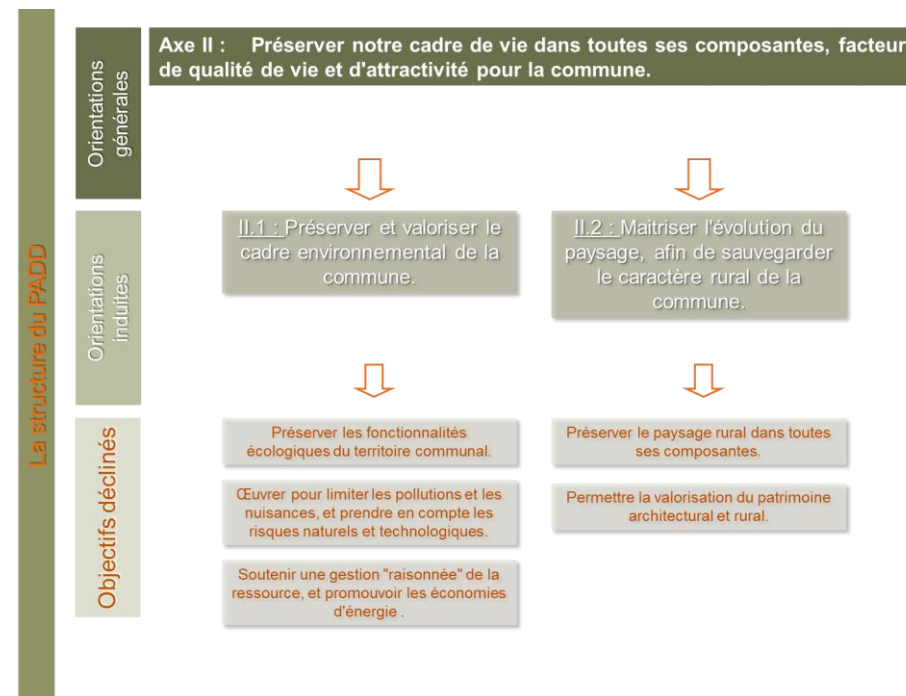 La structure du PADD
Orientations
générales
Axe II : Préserver notre cadre de vie dans toutes ses composantes, facteur
de qualité de vie et d'attractivité pour la commune.
Orientations
induites
II.1 : Préserver et valoriser le
cadre environnemental de la
commune.
II.2 : Maitriser l'évolution du
paysage, afin de sauvegarder
le caractère rural de la
commune.
Objectifs déclinés
Préserver les fonctionnalités
écologiques du territoire communal.
Œuvrer pour limiter les pollutions et les
nuisances, et prendre en compte les
risques naturels et technologiques.
Soutenir une gestion "raisonnée" de la
ressource, et promouvoir les économies
d'énergie .
Préserver le paysage rural dans toutes
ses composantes.
Permettre la valorisation du patrimoine
architectural et rural.